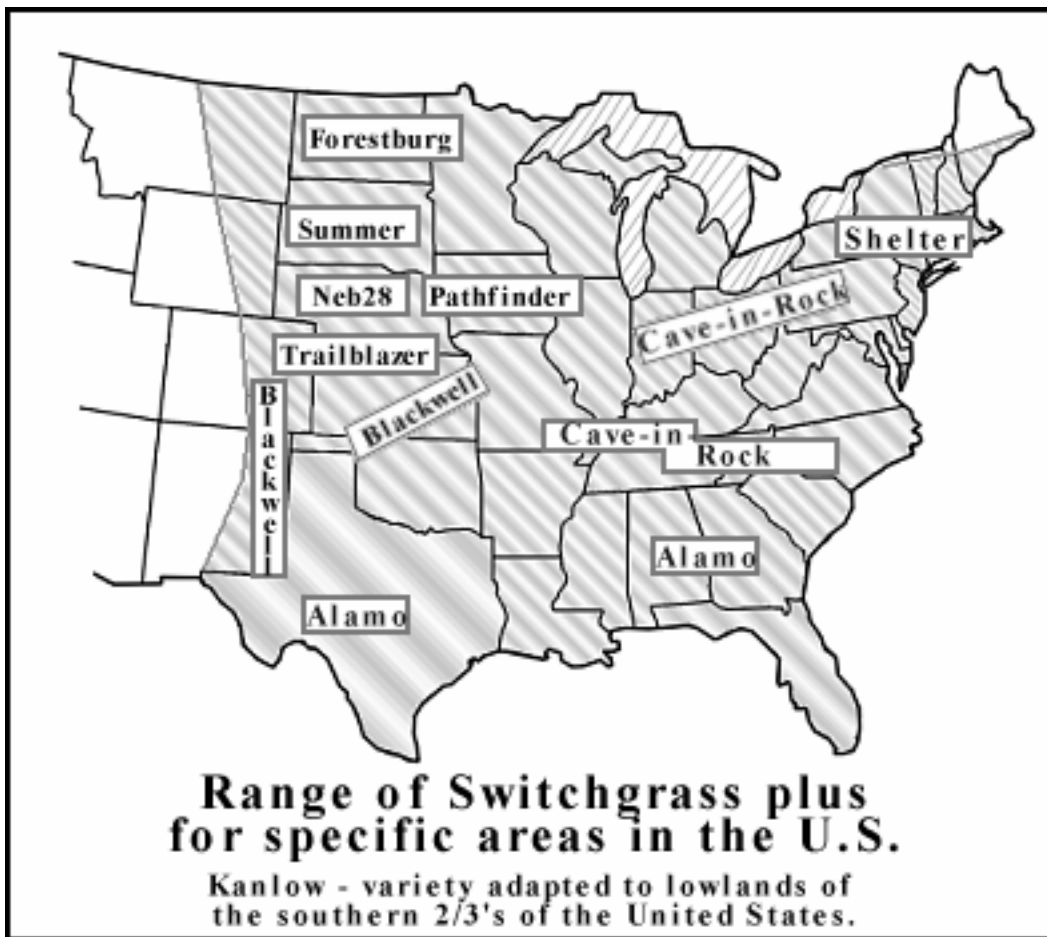 Forestburg
Summer
Shelter
Neb28
Pathfinder
Cave-in-Rock
Trailblazer
Blackwell
Blackwell
Cave-in-
Rock
Alamo
Alamo
Range of Switchgrass plus
for specific areas in the U.S.
Kanlow - variety adapted to lowlands of
the southern 2/3's of the United States.